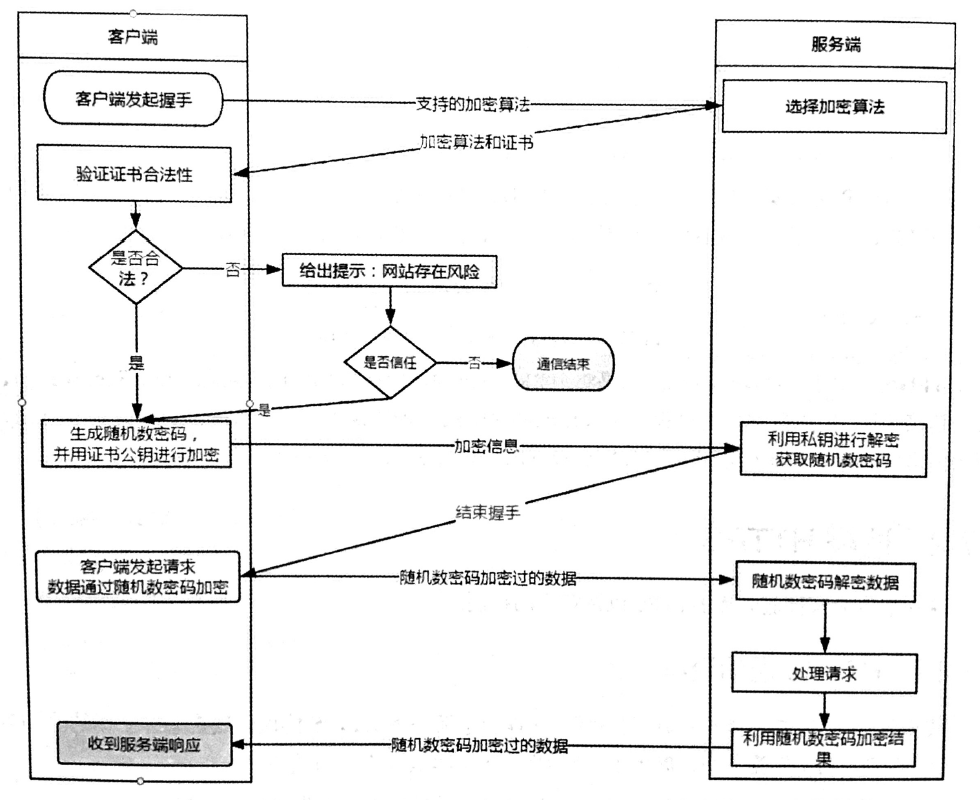 客户端
服务端
客户端发起握手
支持的加密算法
选择加密算法
加密算法和证书
验证证书合法性
是否合
法？
否
给出提示：网站存在风险
是
是否信任
否
通信结束
是
生成随机数密码，
并用证书公钥进行加密
加密信息
利用私钥进行解密
获取随机数密码
结束握手
客户端发起请求
数据通过随机数密码加密
随机数密码加密过的数据
随机数密码解密数据
处理请求
收到服务端响应
随机数密码加密过的数据
利用随机数密码加密结
果